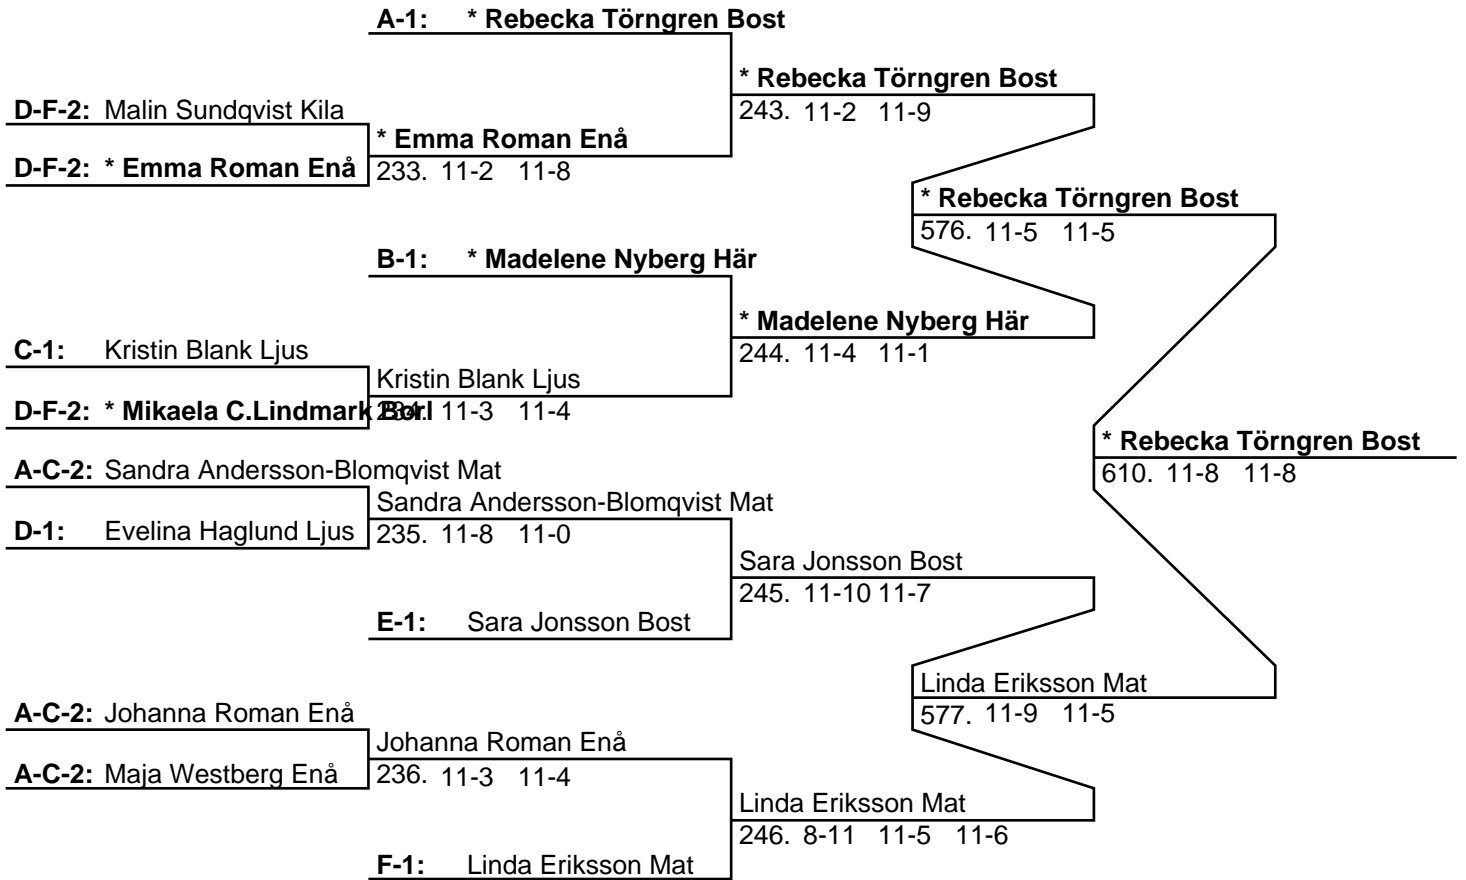 A-1: * Rebecka Törngren Bost
* Rebecka Törngren Bost
D-F-2: Malin Sundqvist Kila
243. 11-2 11-9
* Emma Roman Enå
D-F-2: * Emma Roman Enå
233. 11-2 11-8
* Rebecka Törngren Bost
576. 11-5 11-5
B-1: * Madelene Nyberg Här
* Madelene Nyberg Här
C-1: Kristin Blank Ljus
244. 11-4 11-1
Kristin Blank Ljus
D-F-2: * Mikaela C.Lindmark Borl
234. 11-3 11-4
* Rebecka Törngren Bost
A-C-2: Sandra Andersson-Blomqvist Mat
610. 11-8 11-8
Sandra Andersson-Blomqvist Mat
D-1: Evelina Haglund Ljus
235. 11-8 11-0
Sara Jonsson Bost
245. 11-10 11-7
E-1: Sara Jonsson Bost
Linda Eriksson Mat
A-C-2: Johanna Roman Enå
577. 11-9 11-5
Johanna Roman Enå
A-C-2: Maja Westberg Enå
236. 11-3 11-4
Linda Eriksson Mat
246. 8-11 11-5 11-6
F-1: Linda Eriksson Mat